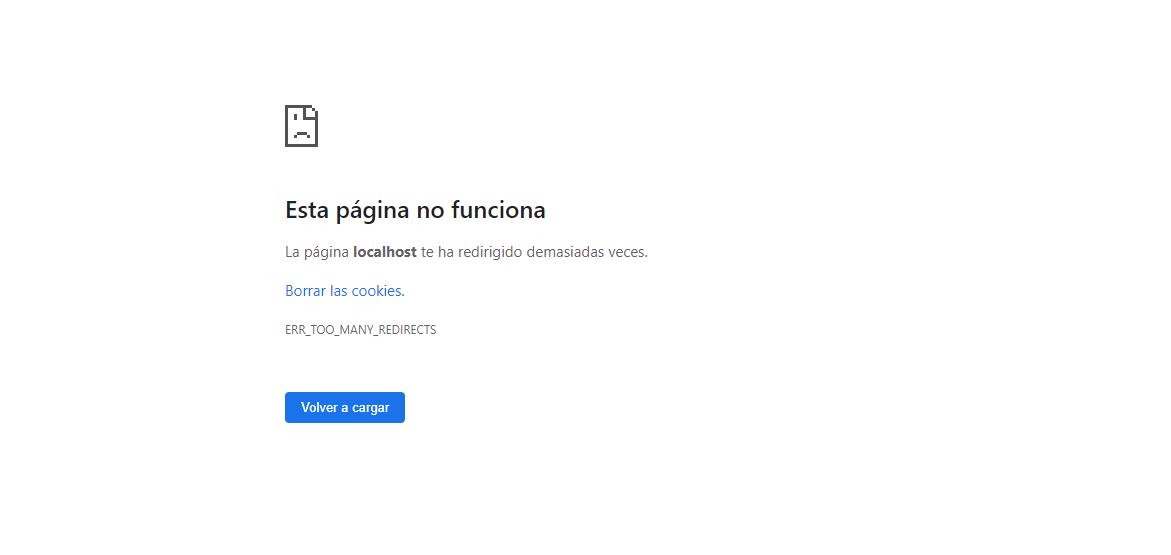 Esta página no funciona
La página localhost te ha redirigido demasiadas veces.
Borrar las cookies.
ERR_TOO_MANY_REDIRECTS
Volver a cargar